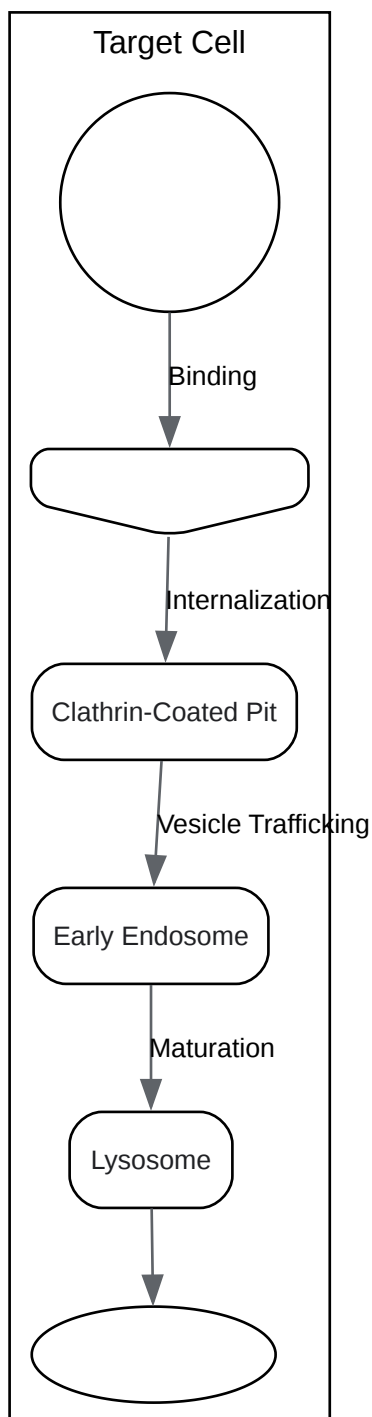 Target Cell
Binding
Internalization
Clathrin-Coated Pit
Vesicle Trafficking
Early Endosome
Maturation
Lysosome